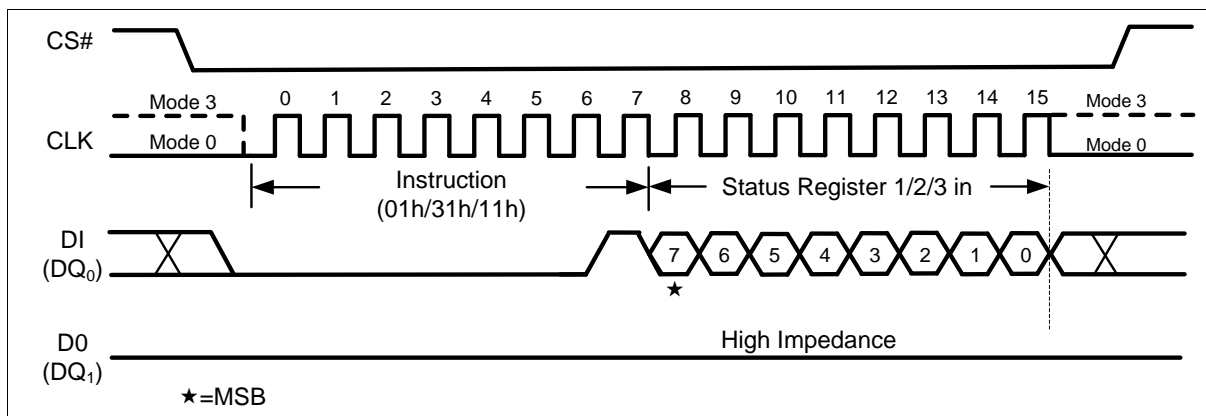 CS#
Mode 3
0 1 2 3 4 5 6 7 8 9 10 11 12 13 14 15
Mode 3
CLK
Mode 0
Mode 0
Instruction
(01h/31h/11h)
Status Register 1/2/3 in
DI
(DQ0)
7 6 5 4 3 2 1 0
★
D0
(DQ1)
High Impedance
★=MSB